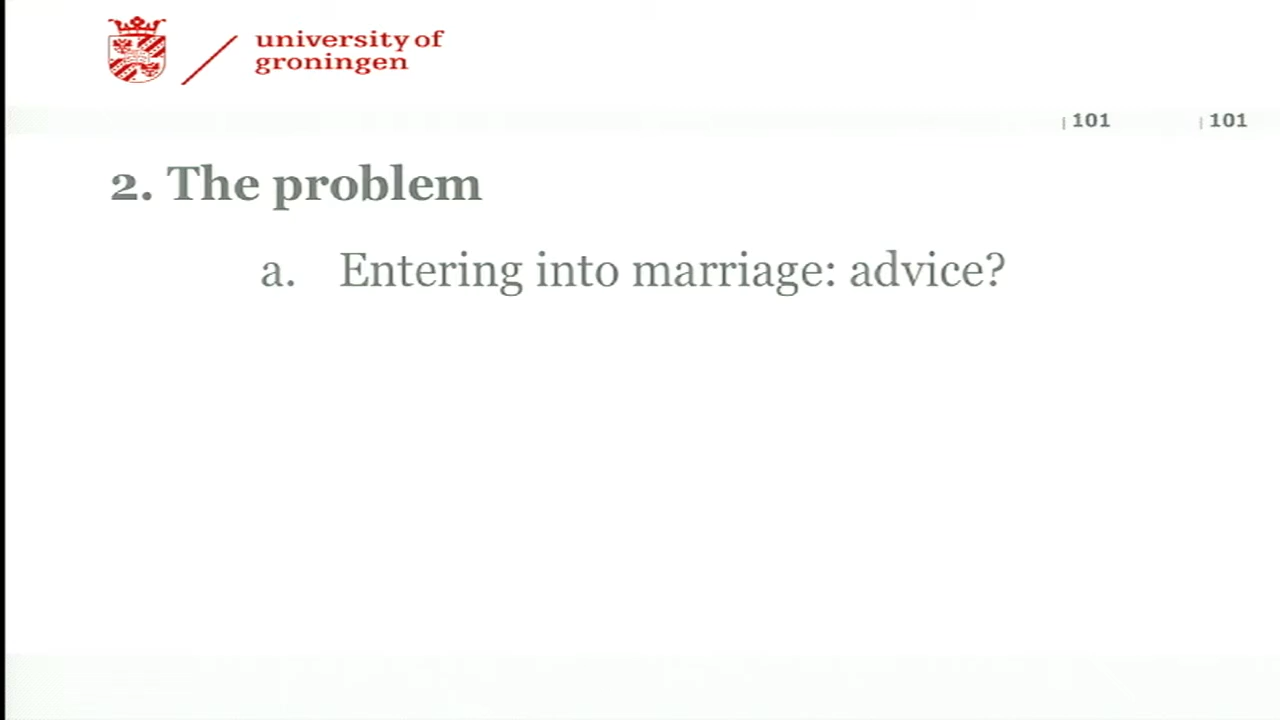 university of
groningen
| 101 | 101
2. The problem
a. Entering into marriage: advice?